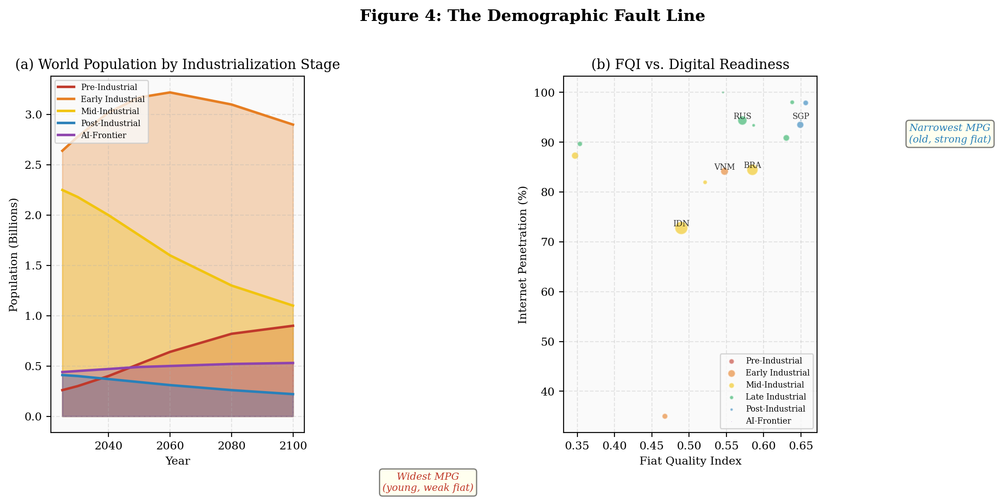 Figure 4: The Demographic Fault Line
(a) World Population by Industrialization Stage
Pre-Industrial
Early Industrial
Mid-Industrial
Post-Industrial
AI-Frontier
Population (Billions)
3.0
2.5
2.0
1.5
1.0
0.5
0.0
2040
2060
2080
2100
Year
Widest MPG
(young, weak fiat)
(b) FQI vs. Digital Readiness
Internet Penetration (%)
100
90
80
70
60
50
40
RUS
SGP
VNM
BRA
IDN
Pre-Industrial
Early Industrial
Mid-Industrial
Late Industrial
Post-Industrial
AI-Frontier
0.35
0.40
0.45
0.50
0.55
0.60
0.65
Fiat Quality Index
Narrowest MPG
(old, strong fiat)